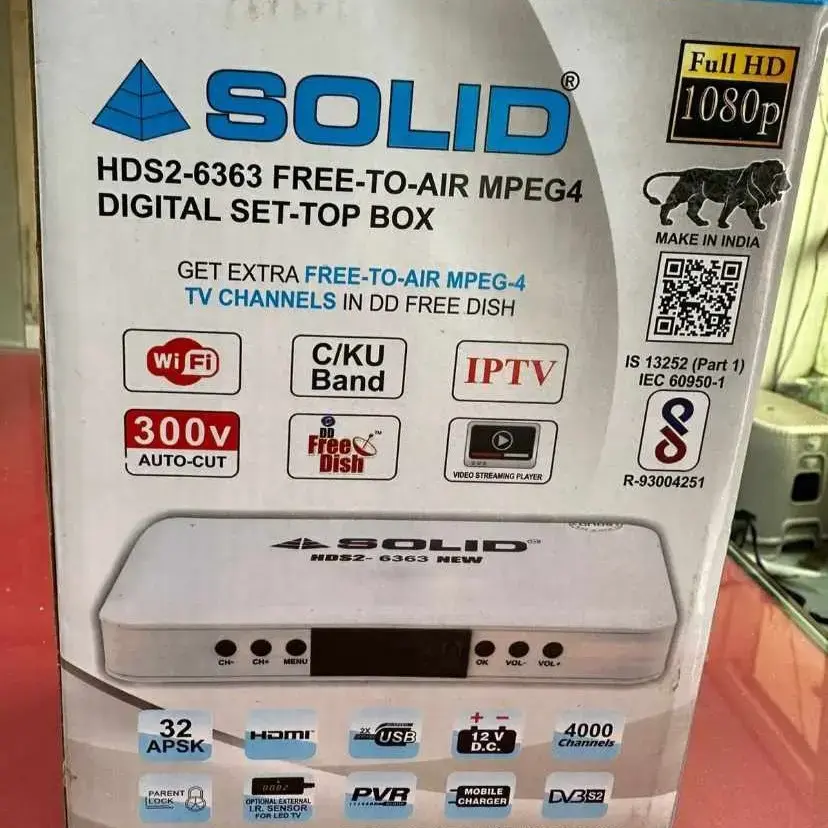 SOLID®
Full HD
1080p
HDS2-6363 FREE-TO-AIR MPEG4
DIGITAL SET-TOP BOX
MAKE IN INDIA
GET EXTRA FREE-TO-AIR MPEG-4
TV CHANNELS IN DD FREE DISH
WiFi
C/KU
Band
IPTV
IS 13252 (Part 1)
IEC 60950-1
300v
AUTO-CUT
DD
Free
Dish
TM
VIDEO STREAMING PLAYER
R-93004251
SOLID
HDS2- 6363 NEW
CH-
CH+
MENU
OK
VOL-
VOL+
32
APSK
HDMI
2X
USB
+ -
12 V
D.C.
4000
Channels
PARENT
LOCK
OPTIONAL EXTERNAL
I.R. SENSOR
FOR LED TV
PVR
MOBILE
CHARGER
DVB S2